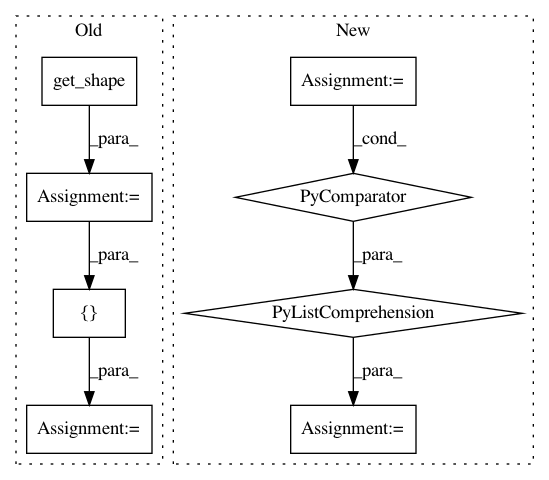 Old
New
get_shape
Assignment:=
_para_
_cond_
Assignment:=
PyComparator
_para_
_para_
{}
PyListComprehension
_para_
_para_
Assignment:=
Assignment:=